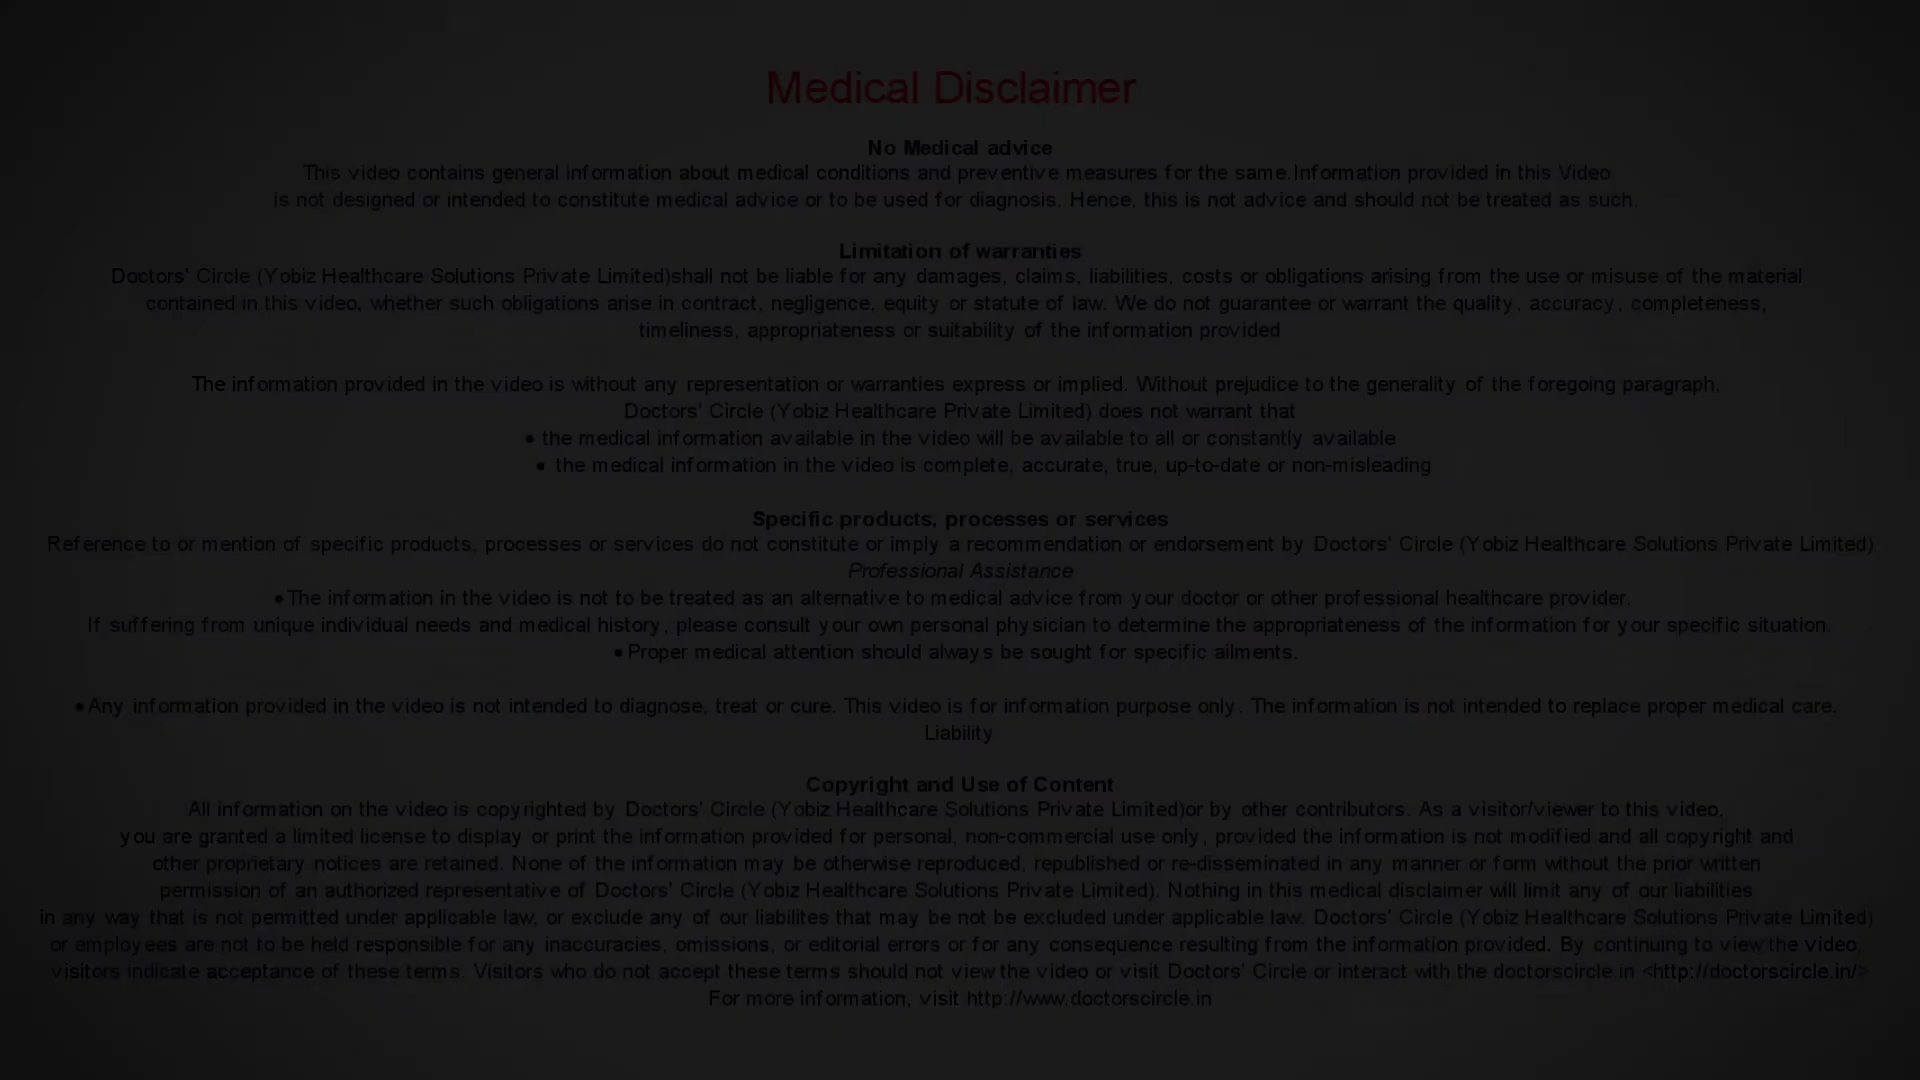 Medical Disclaimer
No Medical advice
This video contains general information about medical conditions and preventive measures for the same.Information provided in this Video
is not designed or intended to constitute medical advice or to be used for diagnosis. Hence, this is not advice and should not be treated as such.
Limitation of warranties
Doctors' Circle (Yobiz Healthcare Solutions Private Limited)shall not be liable for any damages, claims, liabilities, costs or obligations arising from the use or misuse of the material
contained in this video, whether such obligations arise in contract, negligence, equity or statute of law. We do not guarantee or warrant the quality, accuracy, completeness,
timeliness, appropriateness or suitability of the information provided
The information provided in the video is without any representation or warranties express or implied. Without prejudice to the generality of the foregoing paragraph,
Doctors' Circle (Yobiz Healthcare Private Limited) does not warrant that
• the medical information available in the video will be available to all or constantly available
• the medical information in the video is complete, accurate, true, up-to-date or non-misleading
Specific products, processes or services
Reference to or mention of specific products, processes or services do not constitute or imply a recommendation or endorsement by Doctors' Circle (Yobiz Healthcare Solutions Private Limited)
Professional Assistance
•The information in the video is not to be treated as an alternative to medical advice from your doctor or other professional healthcare provider.
If suffering from unique individual needs and medical history, please consult your own personal physician to determine the appropriateness of the information for your specific situation.
•Proper medical attention should always be sought for specific ailments.
•Any information provided in the video is not intended to diagnose, treat or cure. This video is for information purpose only. The information is not intended to replace proper medical care.
Liability
Copyright and Use of Content
All information on the video is copyrighted by Doctors' Circle (Yobiz Healthcare Solutions Private Limited)or by other contributors. As a visitor/viewer to this video,
you are granted a limited license to display or print the information provided for personal, non-commercial use only, provided the information is not modified and all copyright and
other proprietary notices are retained. None of the information may be otherwise reproduced, republished or re-disseminated in any manner or form without the prior written
permission of an authorized representative of Doctors' Circle (Yobiz Healthcare Solutions Private Limited). Nothing in this medical disclaimer will limit any of our liabilities
in any way that is not permitted under applicable law, or exclude any of our liabilites that may be not be excluded under applicable law. Doctors' Circle (Yobiz Healthcare Solutions Private Limited)
or employees are not to be held responsible for any inaccuracies, omissions, or editorial errors or for any consequence resulting from the information provided. By continuing to view the video,
visitors indicate acceptance of these terms. Visitors who do not accept these terms should not view the video or visit Doctors' Circle or interact with the doctorscircle.in <http://doctorscircle.in/>
For more information, visit http://www.doctorscircle.in